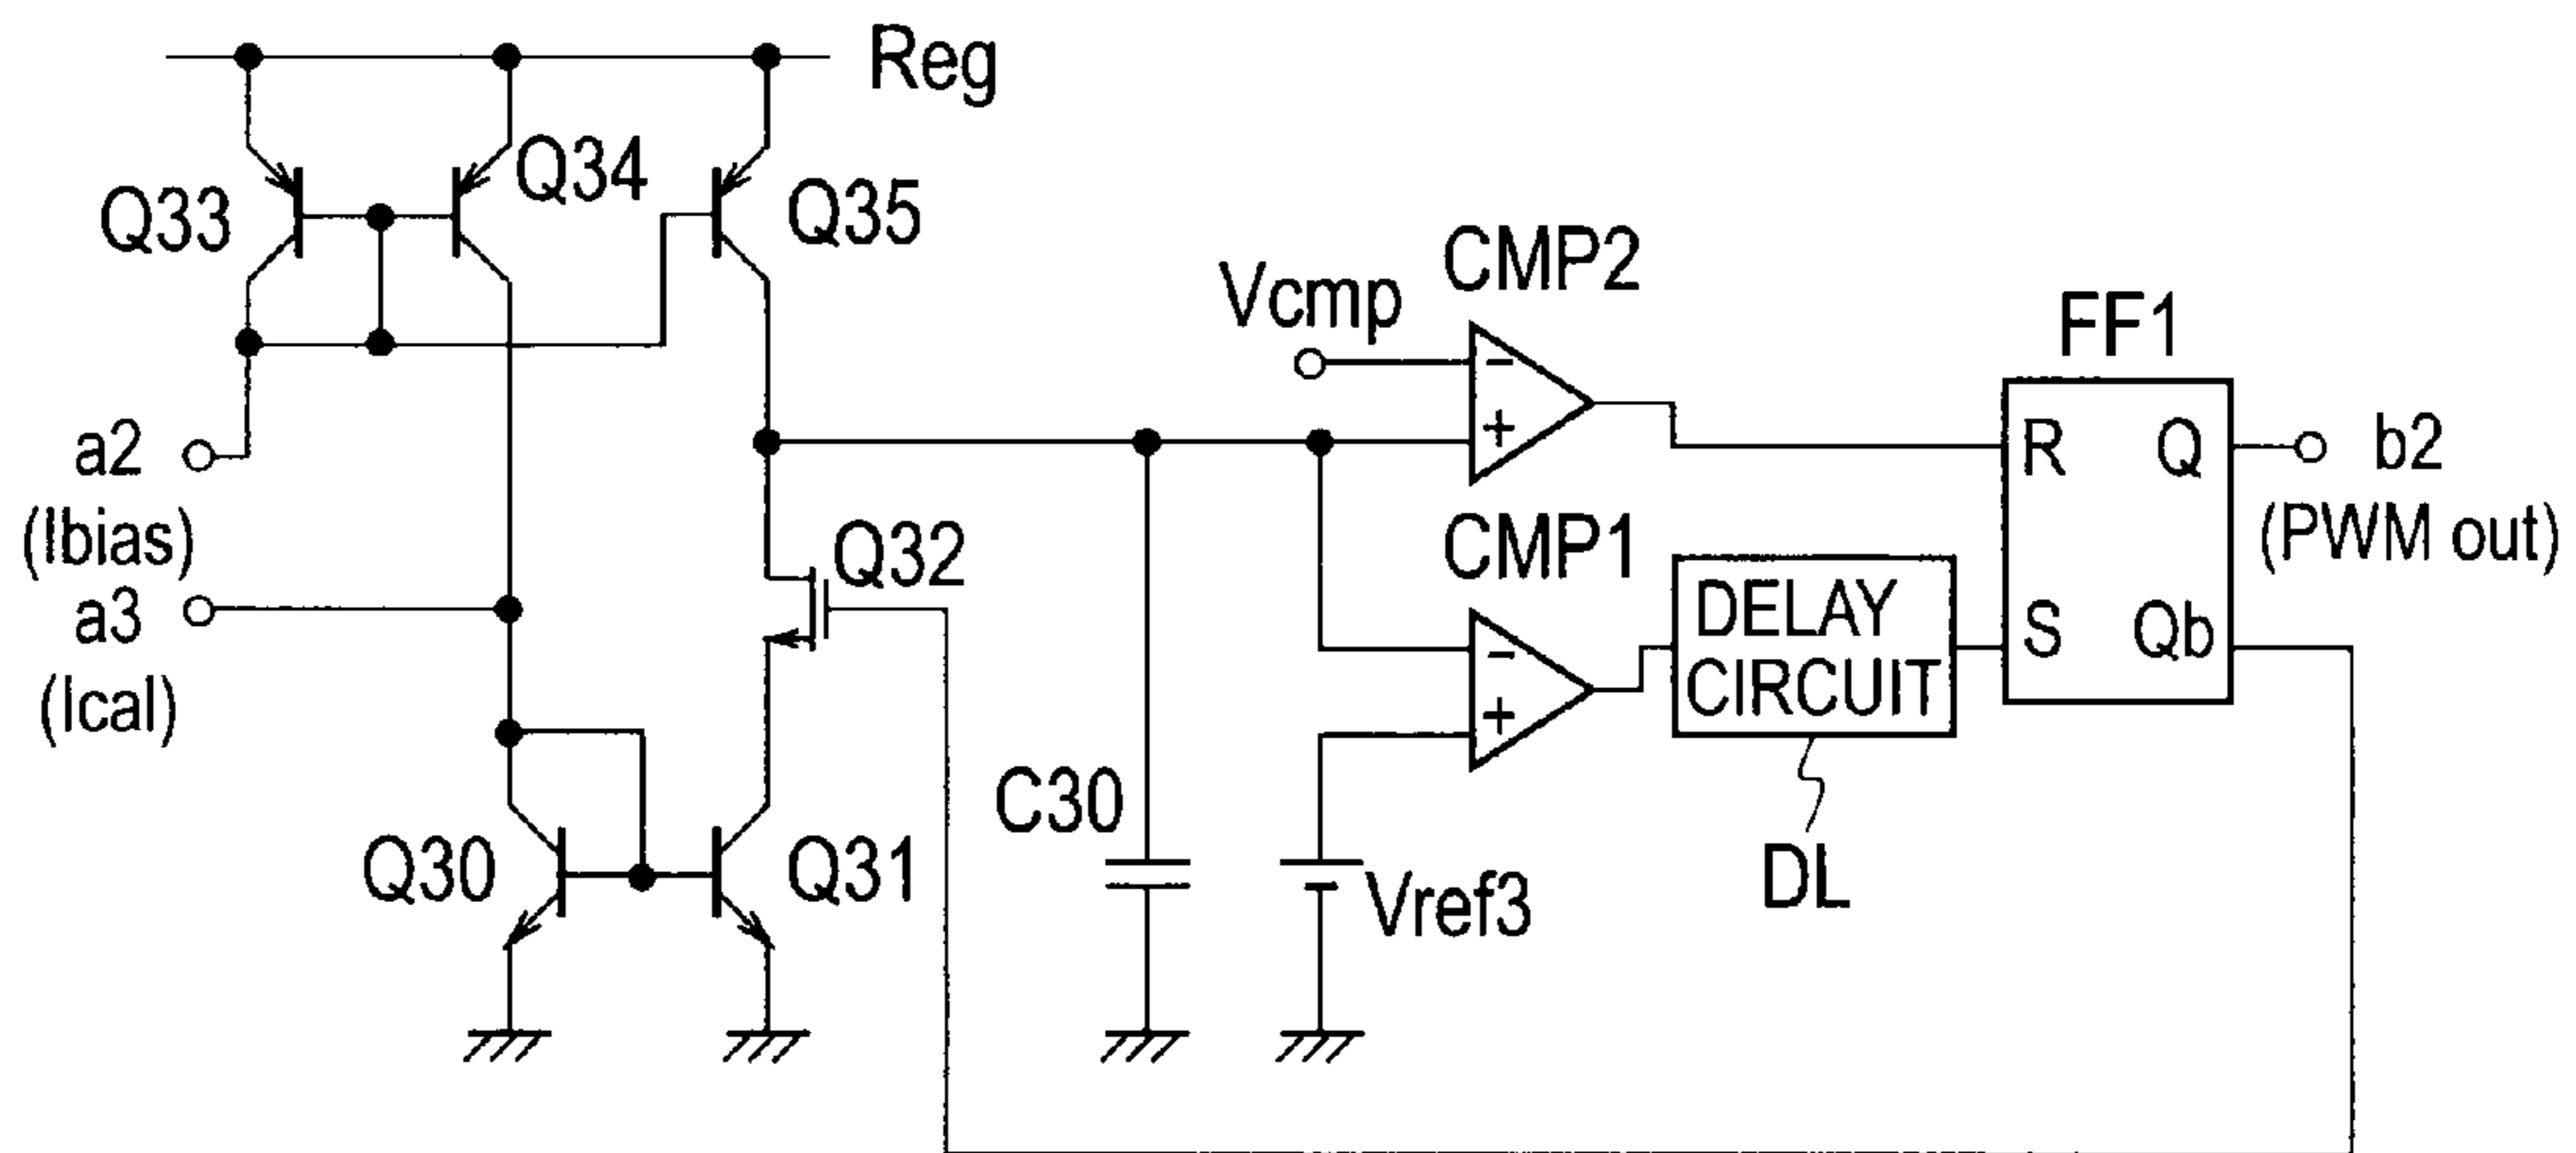 Reg
Q33
Q34
Q35
a2
(Ibias)
a3
(Ical)
Q32
Q30
Q31
C30
Vcmp
CMP2
-
+
CMP1
-
+
Vref3
DELAY
CIRCUIT
DL
FF1
R Q
S Qb
b2
(PWM out)